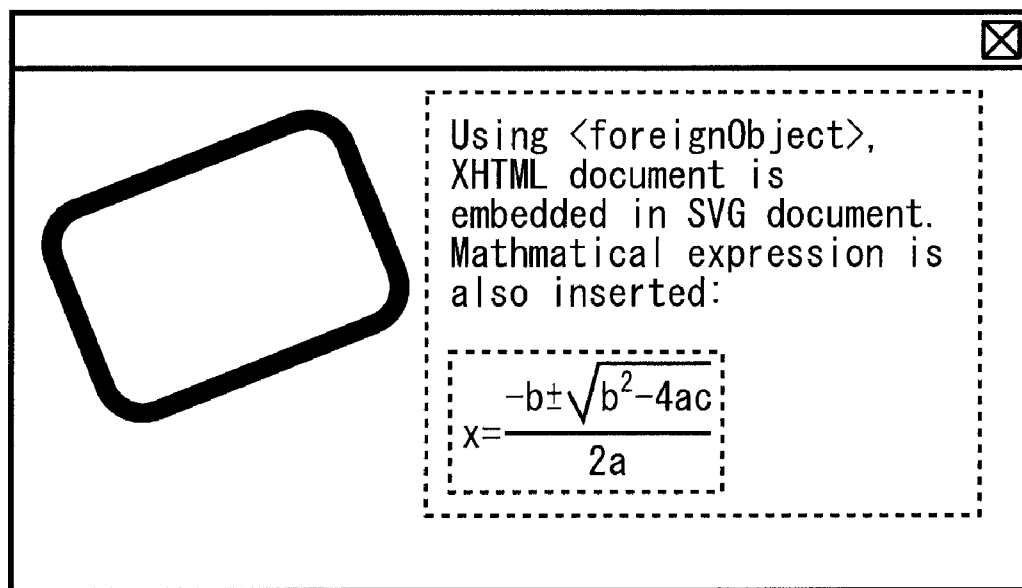 Using <foreignObject>,
XHTML document is
embedded in SVG document.
Mathmatical expression is
also inserted:
x=
-b±√b²-4ac
2a